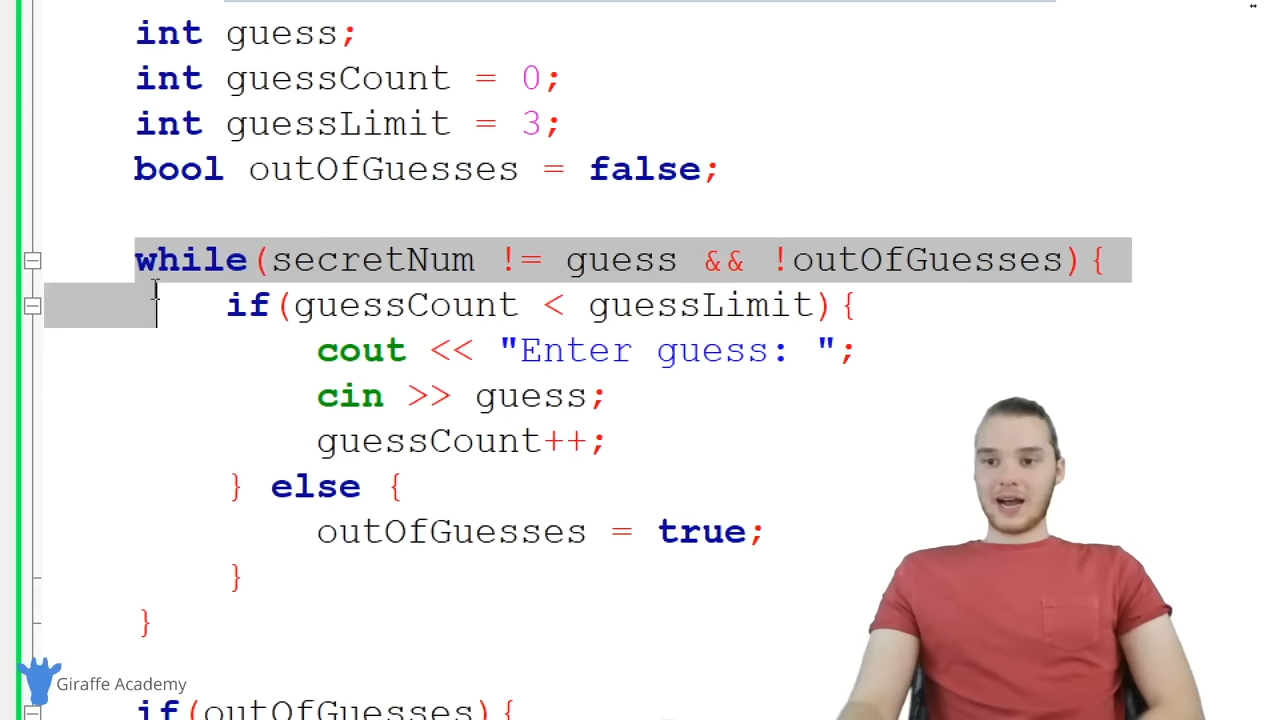 int guess;
int guessCount = 0;
int guessLimit = 3;
bool outOfGuesses = false;
while(secretNum != guess && !outOfGuesses){
if(guessCount < guessLimit){
cout << "Enter guess: ";
cin >> guess;
guessCount++;
} else {
outOfGuesses = true;
}
}
if(outOfGuesses){
Giraffe Academy